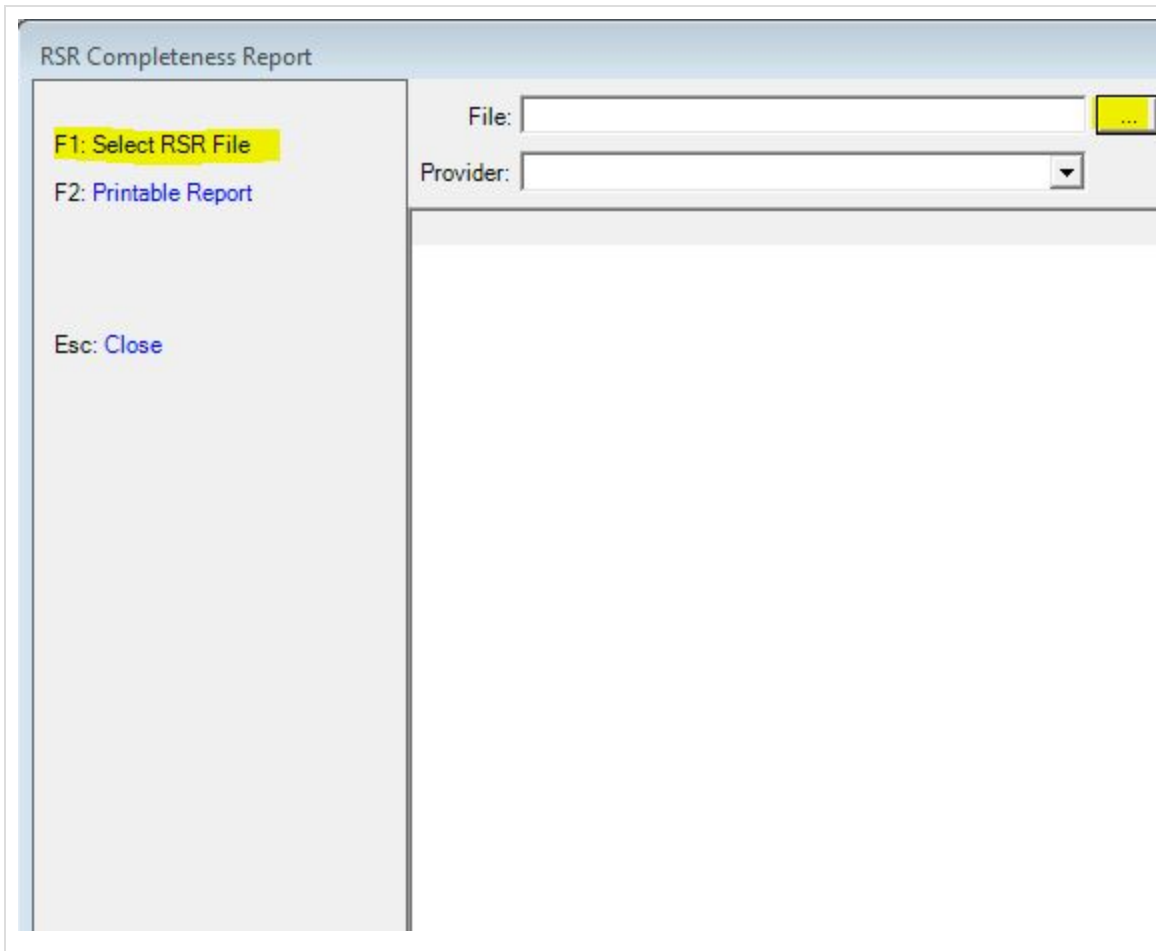 RSR Completeness Report
F1: Select RSR File
F2: Printable Report
Esc: Close
File:
...
Provider: